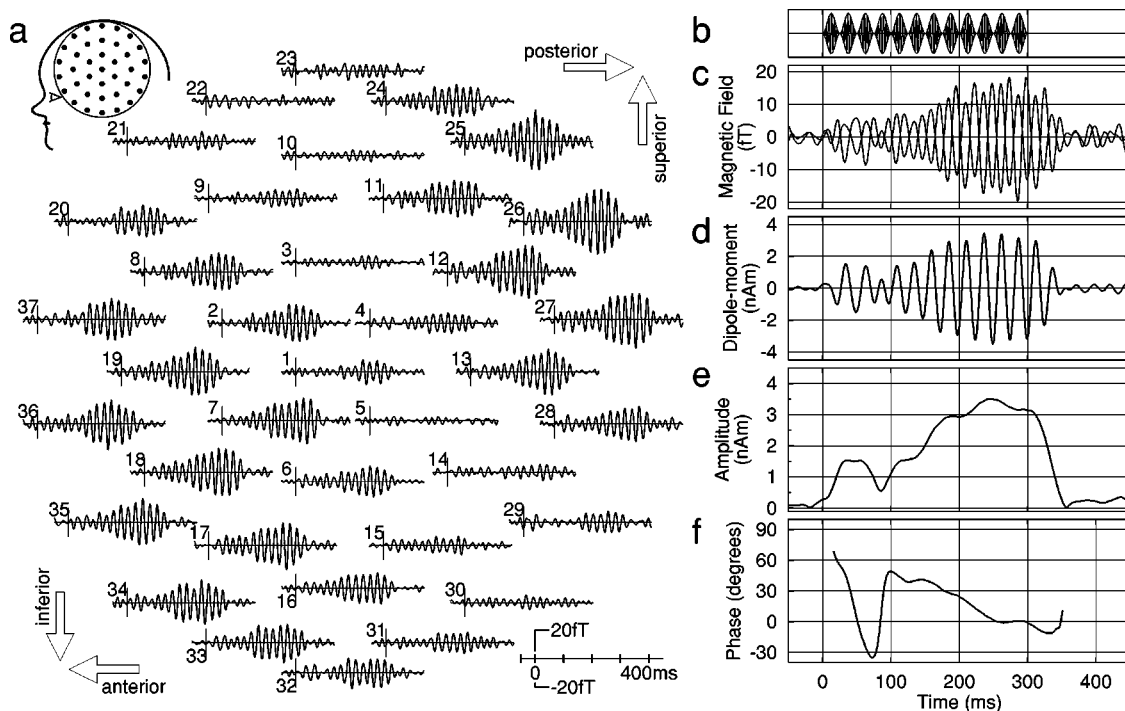 a
posterior
superior
23
22
24
21
25
10
9
11
20
26
3
8
12
37
2
4
27
19
1
13
36
7
5
28
18
6
14
35
17
15
29
34
16
30
33
31
32
inferior
anterior
20fT
0
400ms
-20fT
b
c
Magnetic Field
(fT)
20
10
0
-10
-20
d
Dipole-moment
(nAm)
4
2
0
-2
-4
e
Amplitude
(nAm)
4
3
2
1
0
f
Phase (degrees)
90
60
30
0
-30
0 100 200 300 400
Time (ms)